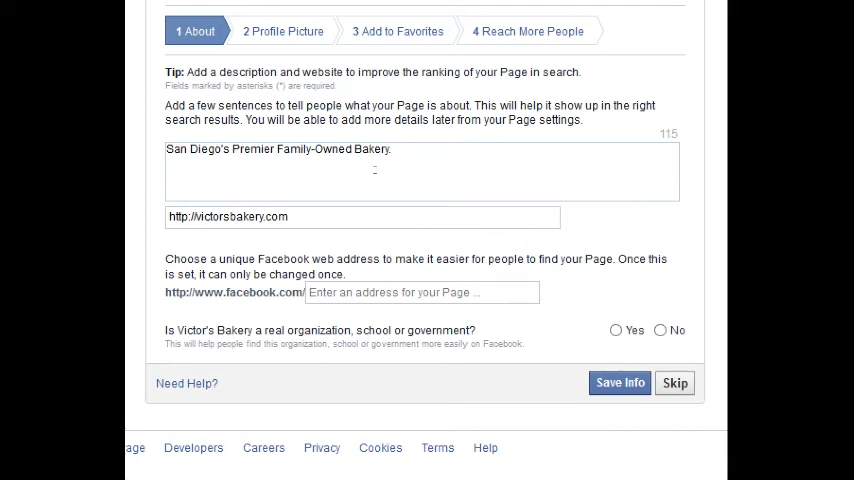 1 About 2 Profile Picture 3 Add to Favorites 4 Reach More People
Tip: Add a description and website to improve the ranking of your Page in search.
Fields marked by asterisks (*) are required.
Add a few sentences to tell people what your Page is about. This will help it show up in the right
search results. You will be able to add more details later from your Page settings.
115
San Diego's Premier Family-Owned Bakery.
http://victorsbakery.com
Choose a unique Facebook web address to make it easier for people to find your Page. Once this
is set, it can only be changed once.
http://www.facebook.com/ Enter an address for your Page ...
Is Victor's Bakery a real organization, school or government? Yes No
This will help people find this organization, school or government more easily on Facebook.
Need Help? Save Info Skip
age Developers Careers Privacy Cookies Terms Help